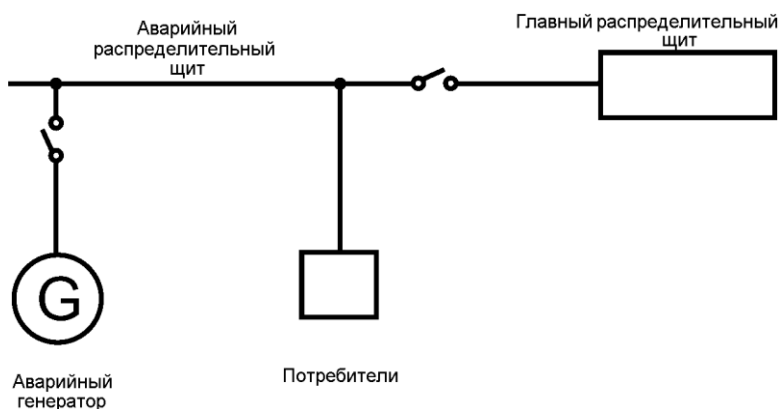 Аварийный
распределительный
щит
Главный распределительный
щит
G
Аварийный
генератор
Потребители